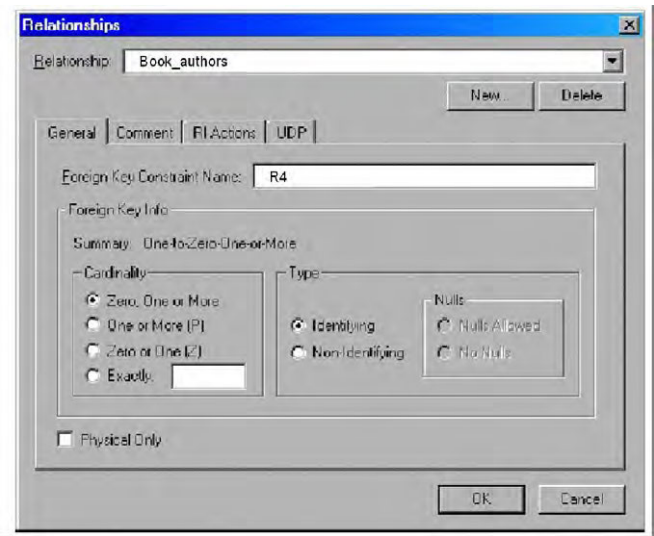 Relationships
Relationship: Book_authors
New... Delete
General Comment RI Actions UDP
Foreign Key Constraint Name: R4
Foreign Key Info
Summary: One-to-Zero-One-or-More
Cardinality
Zero, One or More
One or More (P)
Zero or One (Z)
Exactly:
Type
Identifying
Non-Identifying
Nulls
Nulls Allowed
No Nulls
Physical Only
OK Cancel